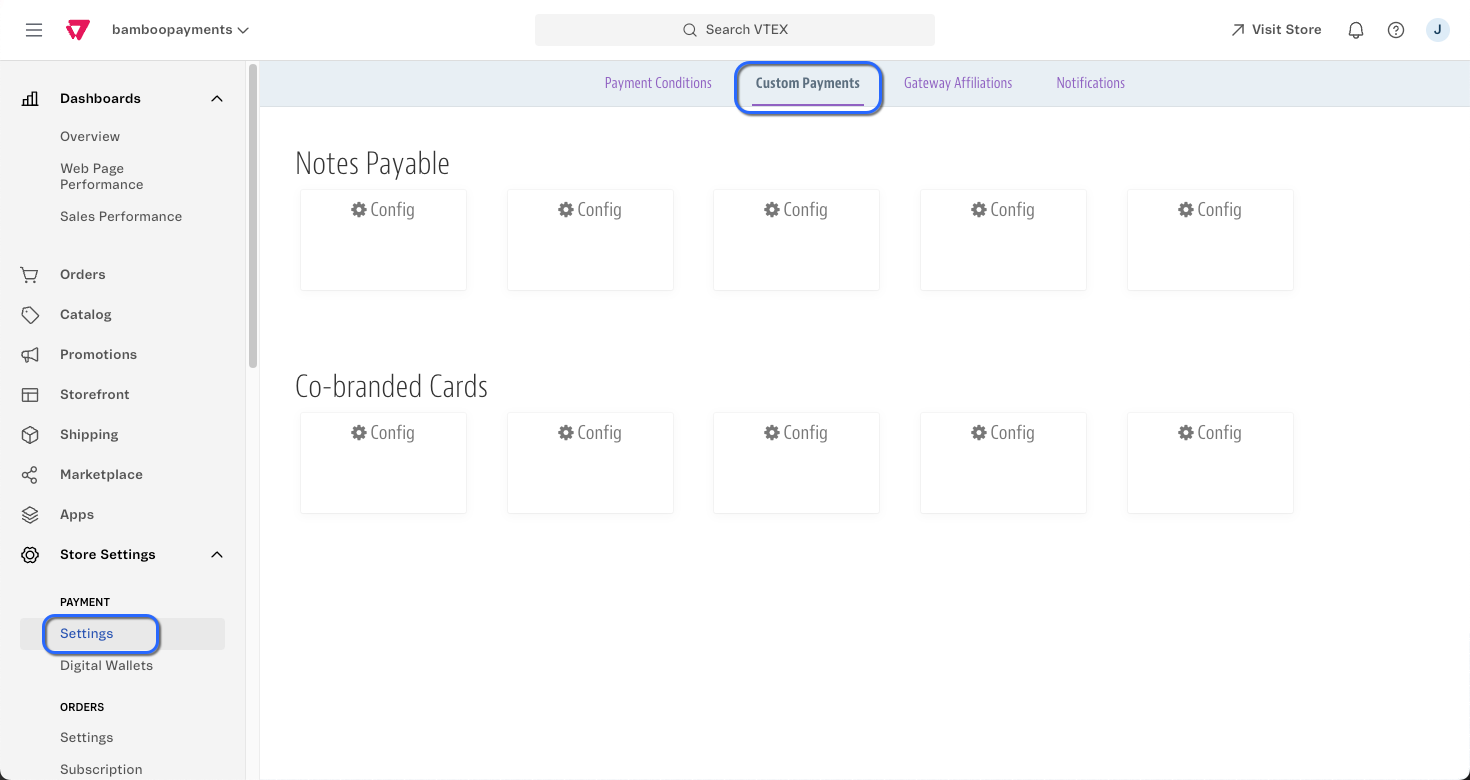 bamboopayments
Search VTEX
Visit Store
J
Dashboards
Overview
Web Page
Performance
Sales Performance
Orders
Catalog
Promotions
Storefront
Shipping
Marketplace
Apps
Store Settings
PAYMENT
Settings
Digital Wallets
ORDERS
Settings
Subscription
Payment Conditions
Custom Payments
Gateway Affiliations
Notifications
Notes Payable
Config
Config
Config
Config
Config
Co-branded Cards
Config
Config
Config
Config
Config